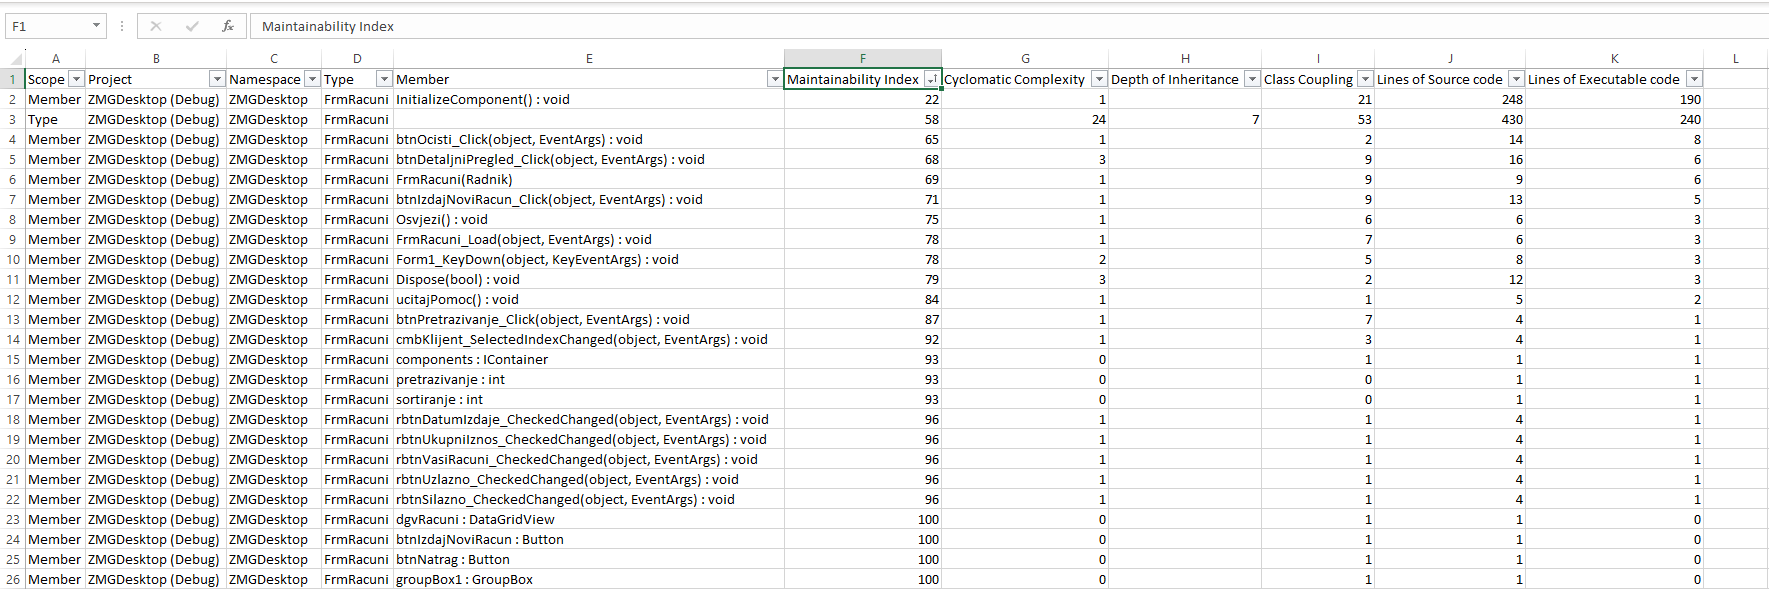 F1 fx Maintainability Index
A B C D E F G H I J K L
1 Scope Project Namespace Type Member Maintainability Index Cyclomatic Complexity Depth of Inheritance Class Coupling Lines of Source code Lines of Executable code
2 Member ZMGDesktop (Debug) ZMGDesktop FrmRacuni InitializeComponent() : void 22 1 21 248 190
3 Type ZMGDesktop (Debug) ZMGDesktop FrmRacuni 58 24 7 53 430 240
4 Member ZMGDesktop (Debug) ZMGDesktop FrmRacuni btnOcisti_Click(object, EventArgs) : void 65 1 2 14 8
5 Member ZMGDesktop (Debug) ZMGDesktop FrmRacuni btnDetaljniPregled_Click(object, EventArgs) : void 68 3 9 16 6
6 Member ZMGDesktop (Debug) ZMGDesktop FrmRacuni FrmRacuni(Radnik) 69 1 9 9 6
7 Member ZMGDesktop (Debug) ZMGDesktop FrmRacuni btnIzdajNoviRacun_Click(object, EventArgs) : void 71 1 9 13 5
8 Member ZMGDesktop (Debug) ZMGDesktop FrmRacuni Osvjezi() : void 75 1 6 6 3
9 Member ZMGDesktop (Debug) ZMGDesktop FrmRacuni FrmRacuni_Load(object, EventArgs) : void 78 1 7 6 3
10 Member ZMGDesktop (Debug) ZMGDesktop FrmRacuni Form1_KeyDown(object, KeyEventArgs) : void 78 2 5 8 3
11 Member ZMGDesktop (Debug) ZMGDesktop FrmRacuni Dispose(bool) : void 79 3 2 12 3
12 Member ZMGDesktop (Debug) ZMGDesktop FrmRacuni ucitajPomoc() : void 84 1 1 5 2
13 Member ZMGDesktop (Debug) ZMGDesktop FrmRacuni btnPretrazivanje_Click(object, EventArgs) : void 87 1 7 4 1
14 Member ZMGDesktop (Debug) ZMGDesktop FrmRacuni cmbKlijent_SelectedIndexChanged(object, EventArgs) : void 92 1 3 4 1
15 Member ZMGDesktop (Debug) ZMGDesktop FrmRacuni components : IContainer 93 0 1 1 1
16 Member ZMGDesktop (Debug) ZMGDesktop FrmRacuni pretrazivanje : int 93 0 0 1 1
17 Member ZMGDesktop (Debug) ZMGDesktop FrmRacuni sortiranje : int 93 0 0 1 1
18 Member ZMGDesktop (Debug) ZMGDesktop FrmRacuni rbtnDatumIzdaje_CheckedChanged(object, EventArgs) : void 96 1 1 4 1
19 Member ZMGDesktop (Debug) ZMGDesktop FrmRacuni rbtnUkupniIznos_CheckedChanged(object, EventArgs) : void 96 1 1 4 1
20 Member ZMGDesktop (Debug) ZMGDesktop FrmRacuni rbtnVasiRacuni_CheckedChanged(object, EventArgs) : void 96 1 1 4 1
21 Member ZMGDesktop (Debug) ZMGDesktop FrmRacuni rbtnUzlazno_CheckedChanged(object, EventArgs) : void 96 1 1 4 1
22 Member ZMGDesktop (Debug) ZMGDesktop FrmRacuni rbtnSilazno_CheckedChanged(object, EventArgs) : void 96 1 1 4 1
23 Member ZMGDesktop (Debug) ZMGDesktop FrmRacuni dgvRacuni : DataGridView 100 0 1 1 0
24 Member ZMGDesktop (Debug) ZMGDesktop FrmRacuni btnIzdajNoviRacun : Button 100 0 1 1 0
25 Member ZMGDesktop (Debug) ZMGDesktop FrmRacuni btnNatrag : Button 100 0 1 1 0
26 Member ZMGDesktop (Debug) ZMGDesktop FrmRacuni groupBox1 : GroupBox 100 0 1 1 0